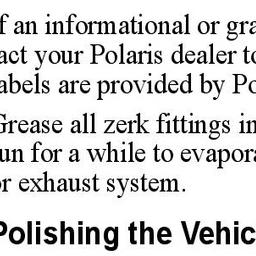 f an informational or gra
act your Polaris dealer to
abels are provided by Po
Grease all zerk fittings in
un for a while to evapora
or exhaust system.
Polishing the Vehic